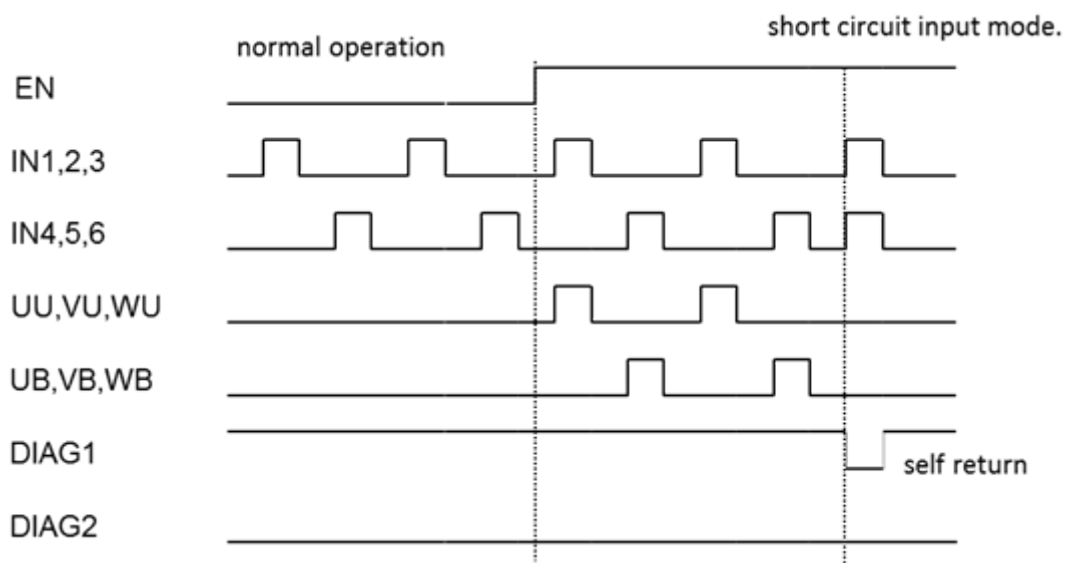 short circuit input mode.
normal operation
EN
IN1,2,3
IN4,5,6
UU,VU,WU
UB,VB,WB
DIAG1
self return
DIAG2